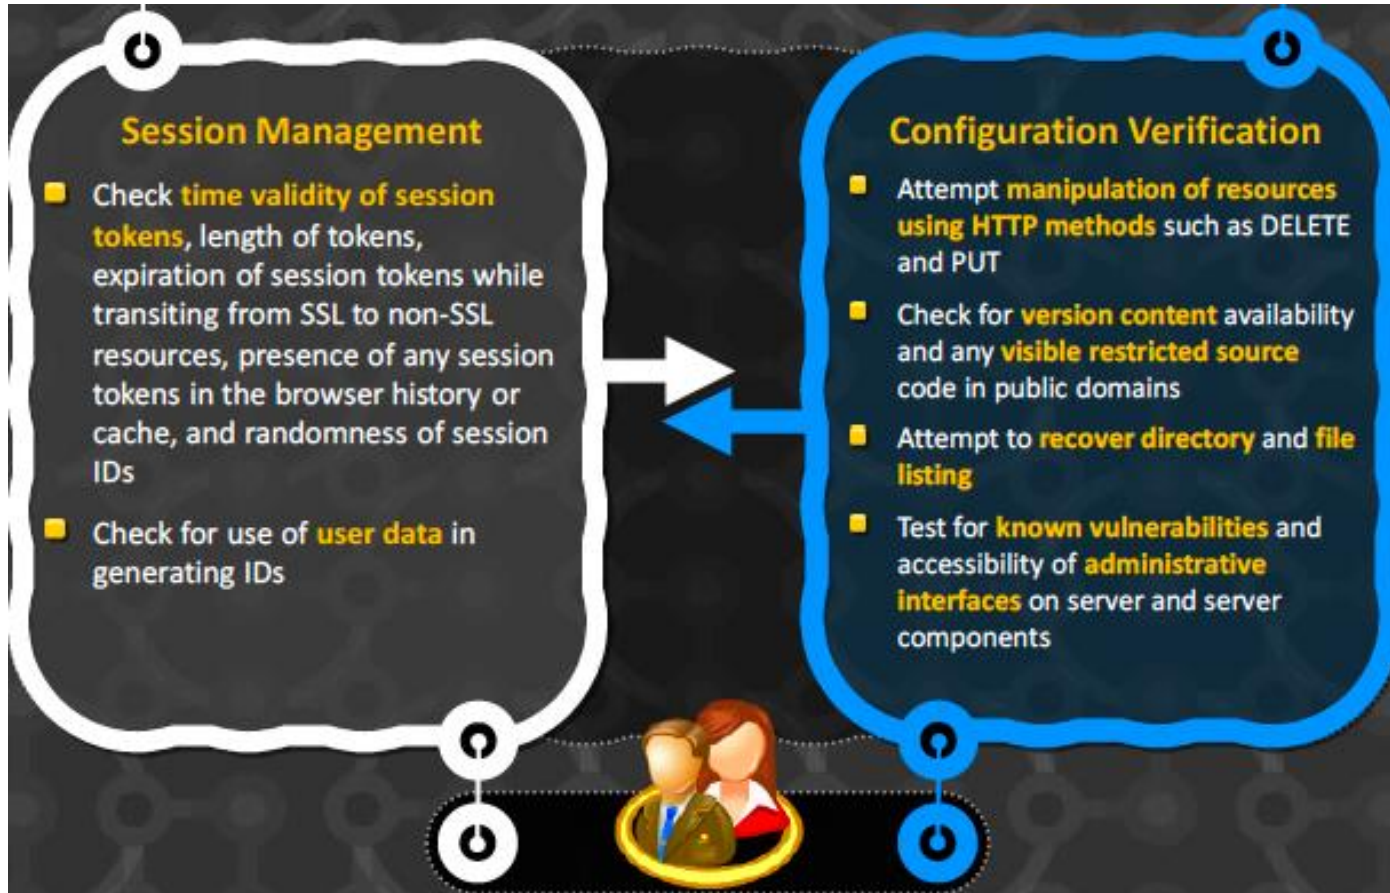 Session Management
Check time validity of session
tokens, length of tokens,
expiration of session tokens while
transiting from SSL to non-SSL
resources, presence of any session
tokens in the browser history or
cache, and randomness of session
IDs
Check for use of user data in
generating IDs
Configuration Verification
Attempt manipulation of resources
using HTTP methods such as DELETE
and PUT
Check for version content availability
and any visible restricted source
code in public domains
Attempt to recover directory and file
listing
Test for known vulnerabilities and
accessibility of administrative
interfaces on server and server
components